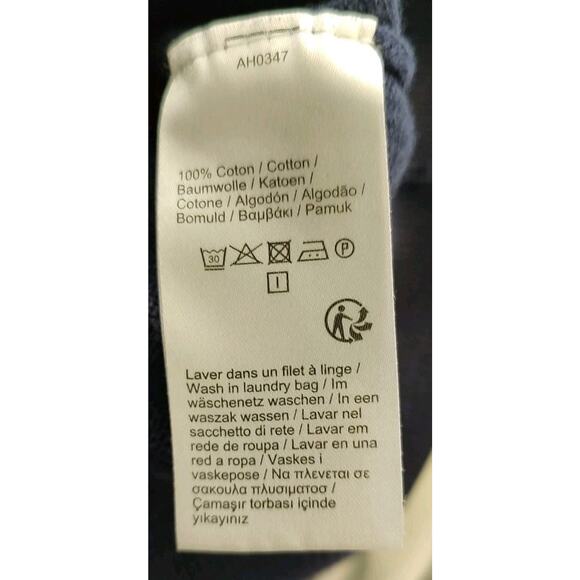 AH0347
100% Coton / Cotton /
Baumwolle / Katoen /
Cotone / Algodón / Algodão /
Bomuld / Βαμβάκι / Pamuk
30 P
Laver dans un filet à linge /
Wash in laundry bag / Im
wäschenetz waschen / In een
waszak wassen / Lavar nel
sacchetto di rete / Lavar em
rede de roupa / Lavar en una
red a ropa / Vaskes i
vaskepose / Να πλενεται σε
σακουλα πλυσιματοσ /
Çamaşır torbası içinde
yıkayınız